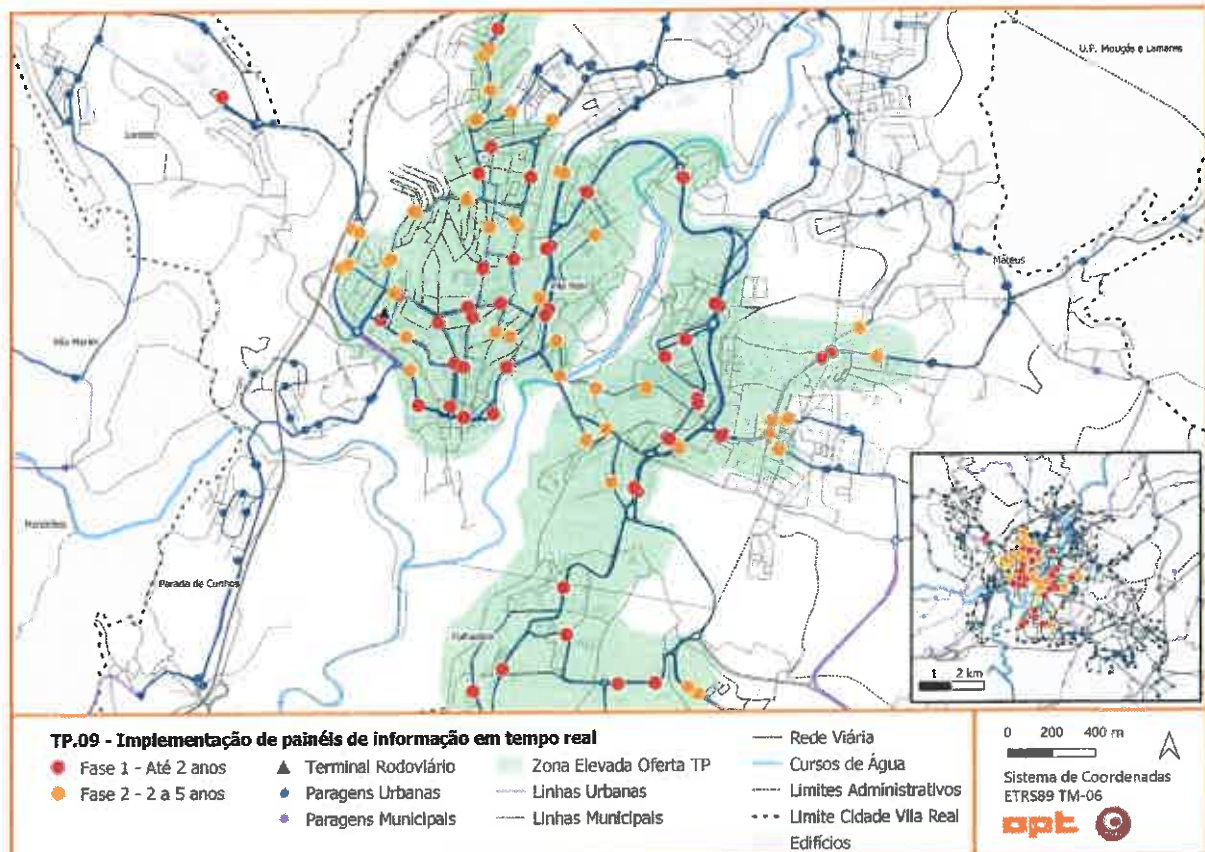 U.F. Mouçós e Lamares
Mateus
Vila Real
Vila Marim
Parada de Cunhos
Folhadela
1 2 km
TP.09 - Implementação de painéis de informação em tempo real
Fase 1 - Até 2 anos
Fase 2 - 2 a 5 anos
Terminal Rodoviário
Paragens Urbanas
Paragens Municipais
Zona Elevada Oferta TP
Linhas Urbanas
Linhas Municipais
Rede Viária
Cursos de Água
Limites Administrativos
Limite Cidade Vila Real
Edifícios
0 200 400 m
Sistema de Coordenadas
ETRS89 TM-06
opt